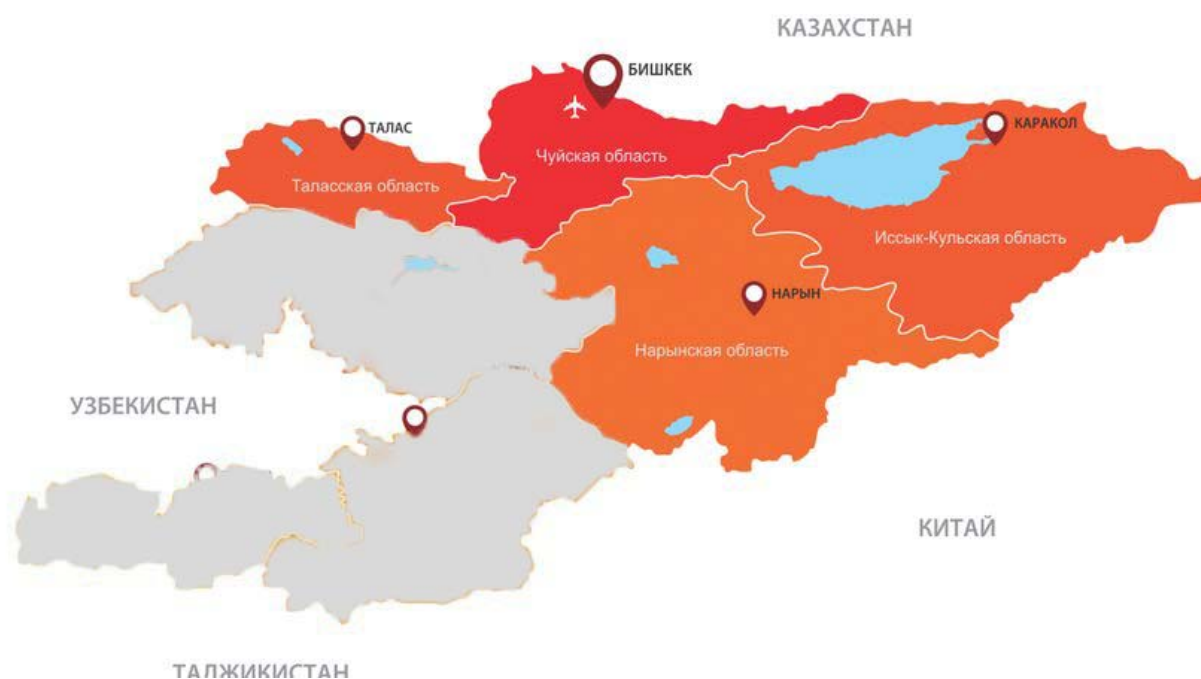 КАЗАХСТАН
БИШКЕК
ТАЛАС
КАРАКОЛ
Чуйская область
Таласская область
Иссык-Кульская область
НАРЫН
Нарынская область
УЗБЕКИСТАН
КИТАЙ
ТАДЖИКИСТАН